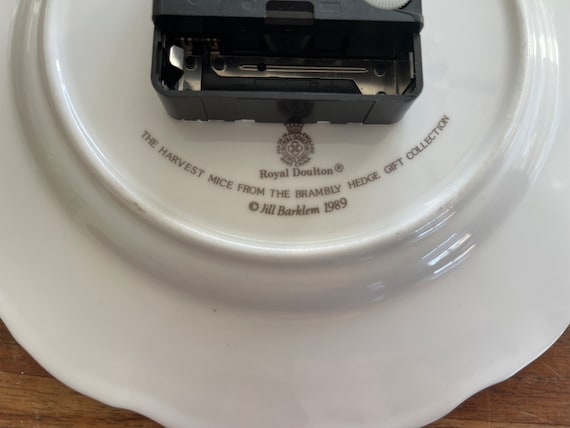 Royal Doulton®
THE HARVEST MICE FROM THE BRAMBLY HEDGE GIFT COLLECTION
© Jill Barklem 1989